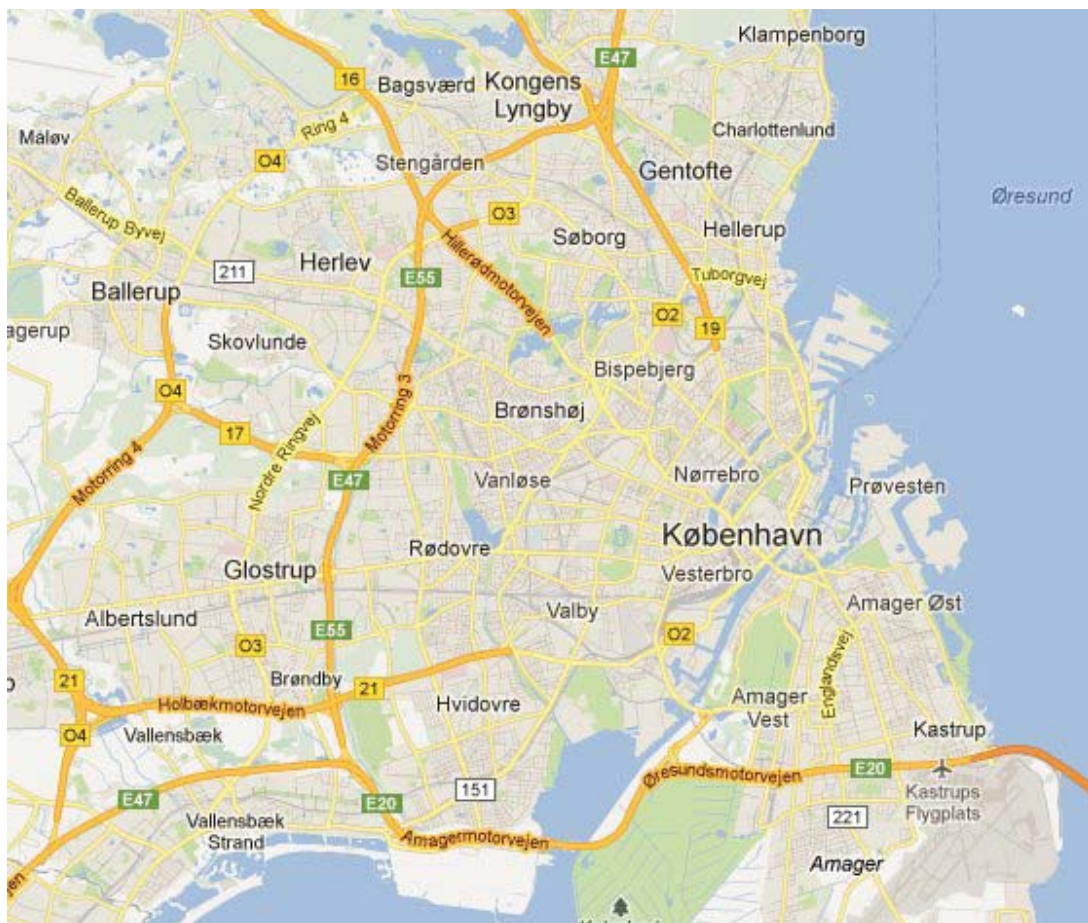 Klampenborg
E47
16
Bagsværd
Kongens
Lyngby
Måløv
Ring 4
Charlottenlund
O4
Stengården
Gentofte
Øresund
Ballerup Byvej
O3
Søborg
Hellerup
Hillerødmotorvejen
211
Herlev
E55
Tuborgvej
Ballerup
O2
19
agerup
Skovlunde
Bispebjerg
Motorring 3
O4
Brønshøj
17
Motorring 4
Nordre Ringvej
E47
Vanløse
Nørrebro
Prøvesten
København
Rødovre
Glostrup
Vesterbro
Albertslund
Valby
Amager Øst
E55
O2
O3
Englandsvej
21
Brøndby
21
Holbækmotorvejen
Hvidovre
Amager
Vest
O4
Vallensbæk
Kastrup
Øresundsmotorvejen
E20
E47
E20
151
Kastrups
Flygplats
Vallensbæk
Strand
Amagermotorvejen
221
Amager